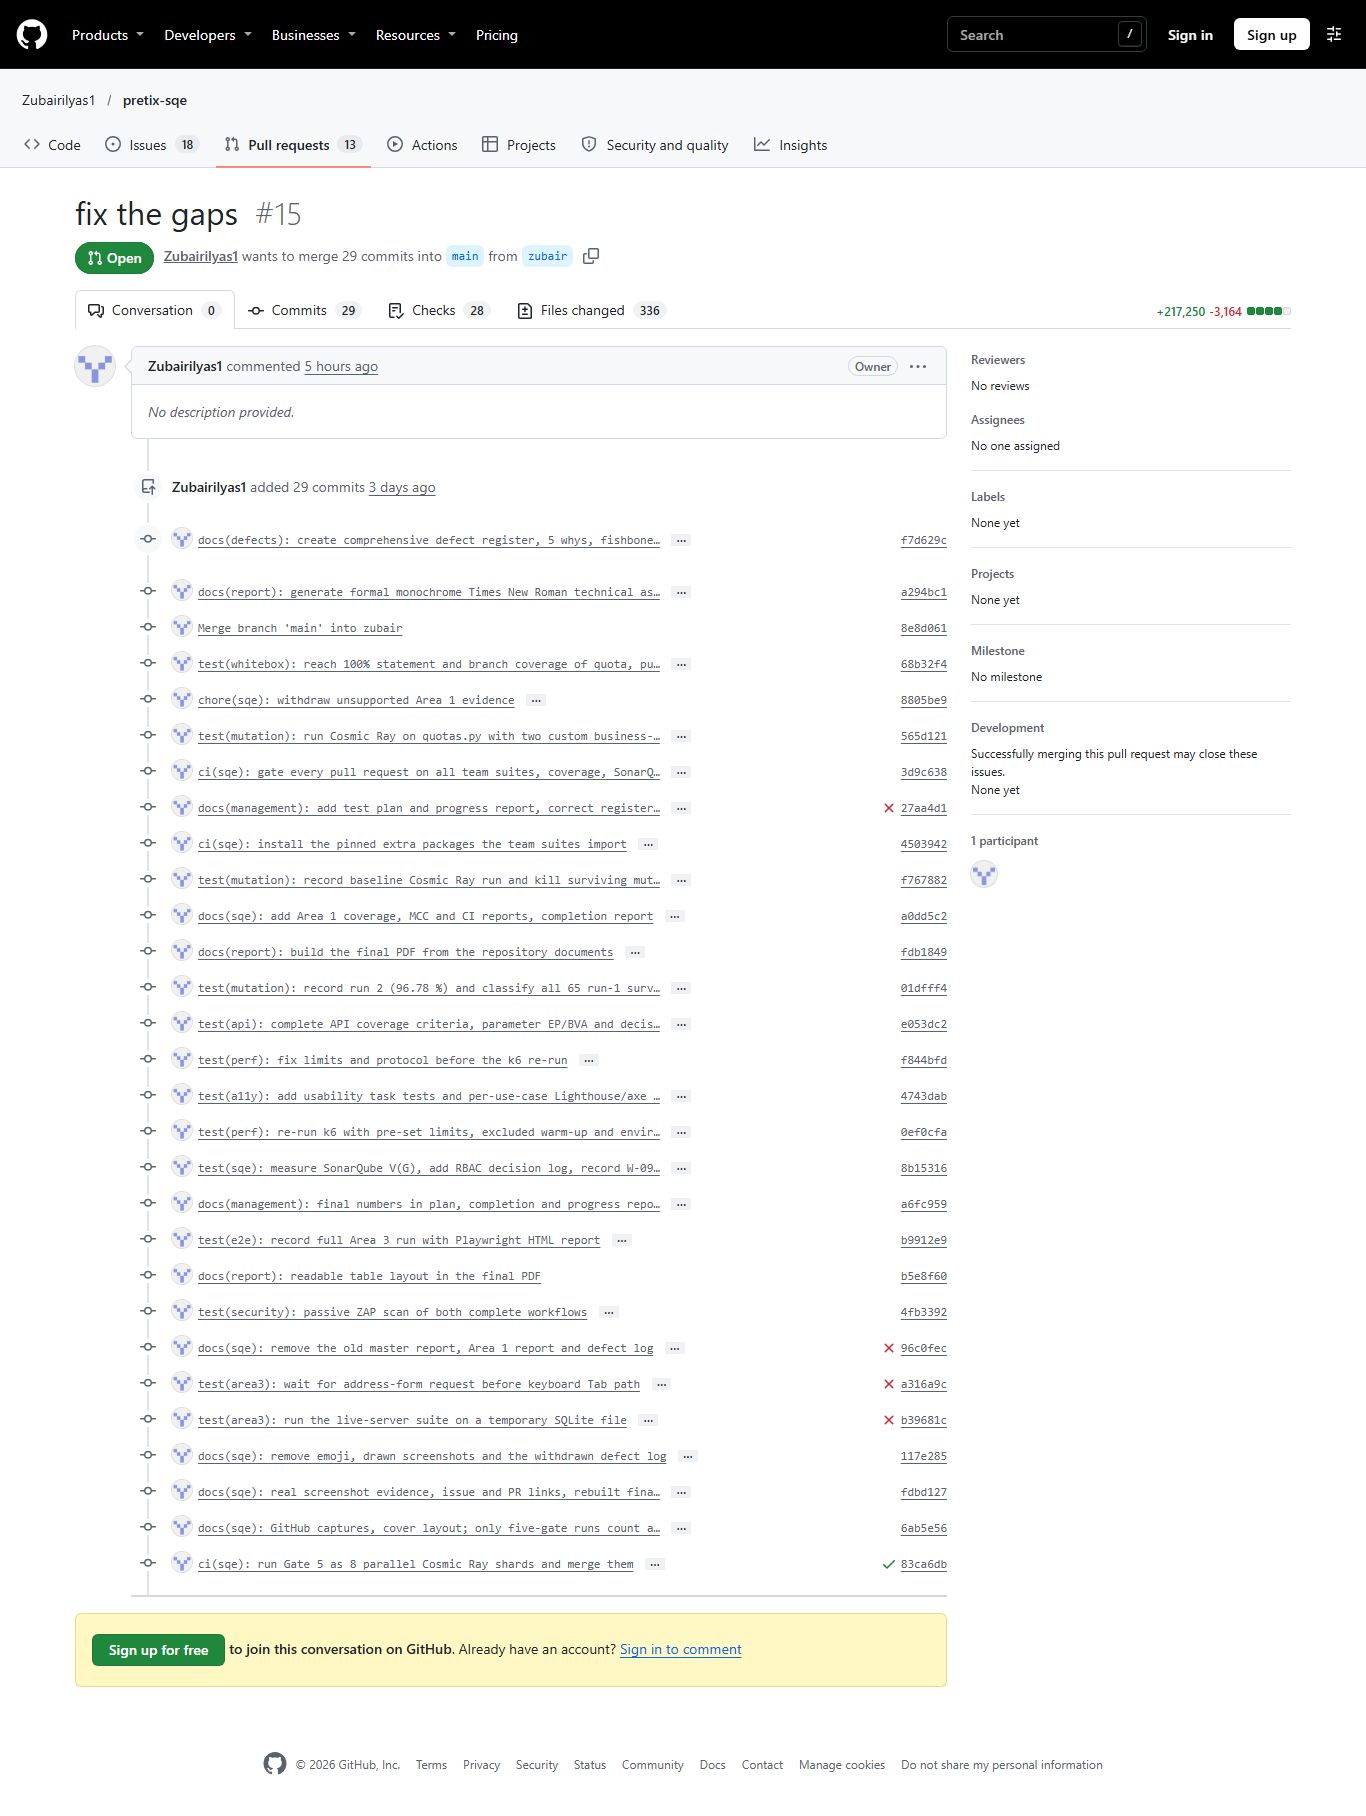 Products Developers Businesses Resources Pricing Search / Sign in Sign up
Zubairilyas1 / pretix-sqe
Code Issues 18 Pull requests 13 Actions Projects Security and quality Insights
fix the gaps #15
Open Zubairilyas1 wants to merge 29 commits into main from zubair
Conversation 0 Commits 29 Checks 28 Files changed 336 +217,250 -3,164
Zubairilyas1 commented 5 hours ago Owner
No description provided.
Zubairilyas1 added 29 commits 3 days ago
docs(defects): create comprehensive defect register, 5 whys, fishbone… … f7d629c
docs(report): generate formal monochrome Times New Roman technical as… … a294bc1
Merge branch 'main' into zubair 8e8d061
test(whitebox): reach 100% statement and branch coverage of quota, pu… … 68b32f4
chore(sqe): withdraw unsupported Area 1 evidence … 8805be9
test(mutation): run Cosmic Ray on quotas.py with two custom business-… … 565d121
ci(sqe): gate every pull request on all team suites, coverage, SonarQ… … 3d9c638
docs(management): add test plan and progress report, correct register… … 27aa4d1
ci(sqe): install the pinned extra packages the team suites import … 4503942
test(mutation): record baseline Cosmic Ray run and kill surviving mut… … f767882
docs(sqe): add Area 1 coverage, MCC and CI reports, completion report … a0dd5c2
docs(report): build the final PDF from the repository documents … fdb1849
test(mutation): record run 2 (96.78 %) and classify all 65 run-1 surv… … 01dfff4
test(api): complete API coverage criteria, parameter EP/BVA and decis… … e053dc2
test(perf): fix limits and protocol before the k6 re-run … f844bfd
test(a11y): add usability task tests and per-use-case Lighthouse/axe … … 4743dab
test(perf): re-run k6 with pre-set limits, excluded warm-up and envir… … 0ef0cfa
test(sqe): measure SonarQube V(G), add RBAC decision log, record W-09… … 8b15316
docs(management): final numbers in plan, completion and progress repo… … a6fc959
test(e2e): record full Area 3 run with Playwright HTML report … b9912e9
docs(report): readable table layout in the final PDF b5e8f60
test(security): passive ZAP scan of both complete workflows … 4fb3392
docs(sqe): remove the old master report, Area 1 report and defect log … 96c0fec
test(area3): wait for address-form request before keyboard Tab path … a316a9c
test(area3): run the live-server suite on a temporary SQLite file … b39681c
docs(sqe): remove emoji, drawn screenshots and the withdrawn defect log … 117e285
docs(sqe): real screenshot evidence, issue and PR links, rebuilt fina… … fdbd127
docs(sqe): GitHub captures, cover layout; only five-gate runs count a… … 6ab5e56
ci(sqe): run Gate 5 as 8 parallel Cosmic Ray shards and merge them … 83ca6db
Sign up for free to join this conversation on GitHub. Already have an account? Sign in to comment
Reviewers
No reviews
Assignees
No one assigned
Labels
None yet
Projects
None yet
Milestone
No milestone
Development
Successfully merging this pull request may close these
issues.
None yet
1 participant
© 2026 GitHub, Inc. Terms Privacy Security Status Community Docs Contact Manage cookies Do not share my personal information